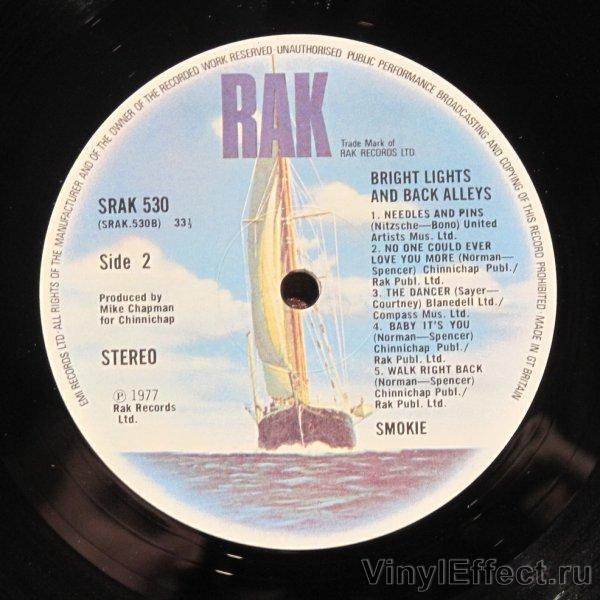 EMI RECORDS LTD·ALL RIGHTS OF THE MANUFACTURER AND OF THE OWNER OF THE RECORDED WORK RESERVED·UNAUTHORISED PUBLIC PERFORMANCE BROADCASTING AND COPYING OF THIS RECORD PROHIBITED·MADE IN GT BRITAIN
RAK
Trade Mark of
RAK RECORDS LTD.
SRAK 530
(SRAK.530B) 33⅓
Side 2
Produced by
Mike Chapman
for Chinnichap
STEREO
Ⓟ 1977
Rak Records
Ltd.
BRIGHT LIGHTS
AND BACK ALLEYS
1. NEEDLES AND PINS
(Nitzsche—Bono) United
Artists Mus. Ltd.
2. NO ONE COULD EVER
LOVE YOU MORE (Norman—
Spencer) Chinnichap Publ./
Rak Publ. Ltd.
3. THE DANCER (Sayer—
Courtney) Blanedell Ltd./
Compass Mus. Ltd.
4. BABY IT'S YOU
(Norman—Spencer)
Chinnichap Publ./
Rak Publ. Ltd.
5. WALK RIGHT BACK
(Norman—Spencer)
Chinnichap Publ./
Rak Publ. Ltd.
SMOKIE
VinylEffect.ru